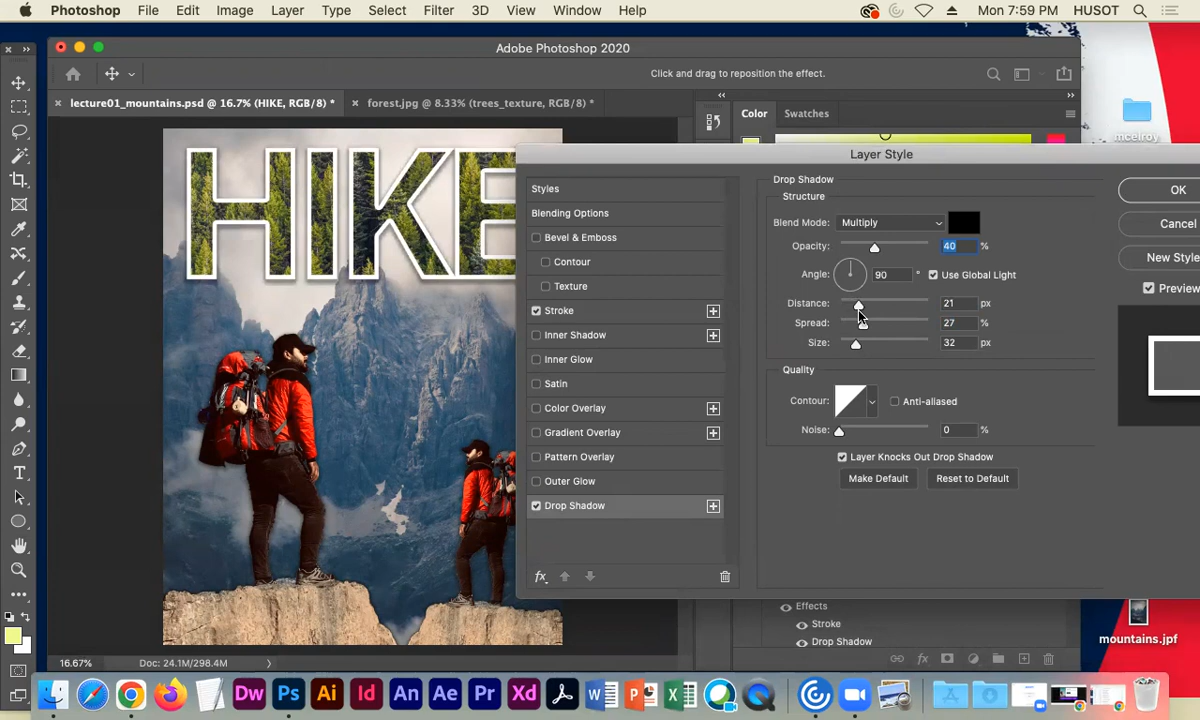 Photoshop File Edit Image Layer Type Select Filter 3D View Window Help Mon 7:59 PM HUSOT
Adobe Photoshop 2020
Click and drag to reposition the effect.
lecture01_mountains.psd @ 16.7% (HIKE, RGB/8) * forest.jpg @ 8.33% (trees_texture, RGB/8) *
Color Swatches
mcelroy
HIKE
Layer Style
Styles
Blending Options
Bevel & Emboss
Contour
Texture
Stroke
Inner Shadow
Inner Glow
Satin
Color Overlay
Gradient Overlay
Pattern Overlay
Outer Glow
Drop Shadow
fx
Drop Shadow
Structure
Blend Mode: Multiply
Opacity: 40 %
Angle: 90 ° Use Global Light
Distance: 21 px
Spread: 27 %
Size: 32 px
Quality
Contour: Anti-aliased
Noise: 0 %
Layer Knocks Out Drop Shadow
Make Default Reset to Default
OK
Cancel
New Style
Preview
Effects
Stroke
Drop Shadow
fx
mountains.jpf
16.67% Doc: 24.1M/298.4M
Dw Ps Ai Id An Ae Pr Xd W P X